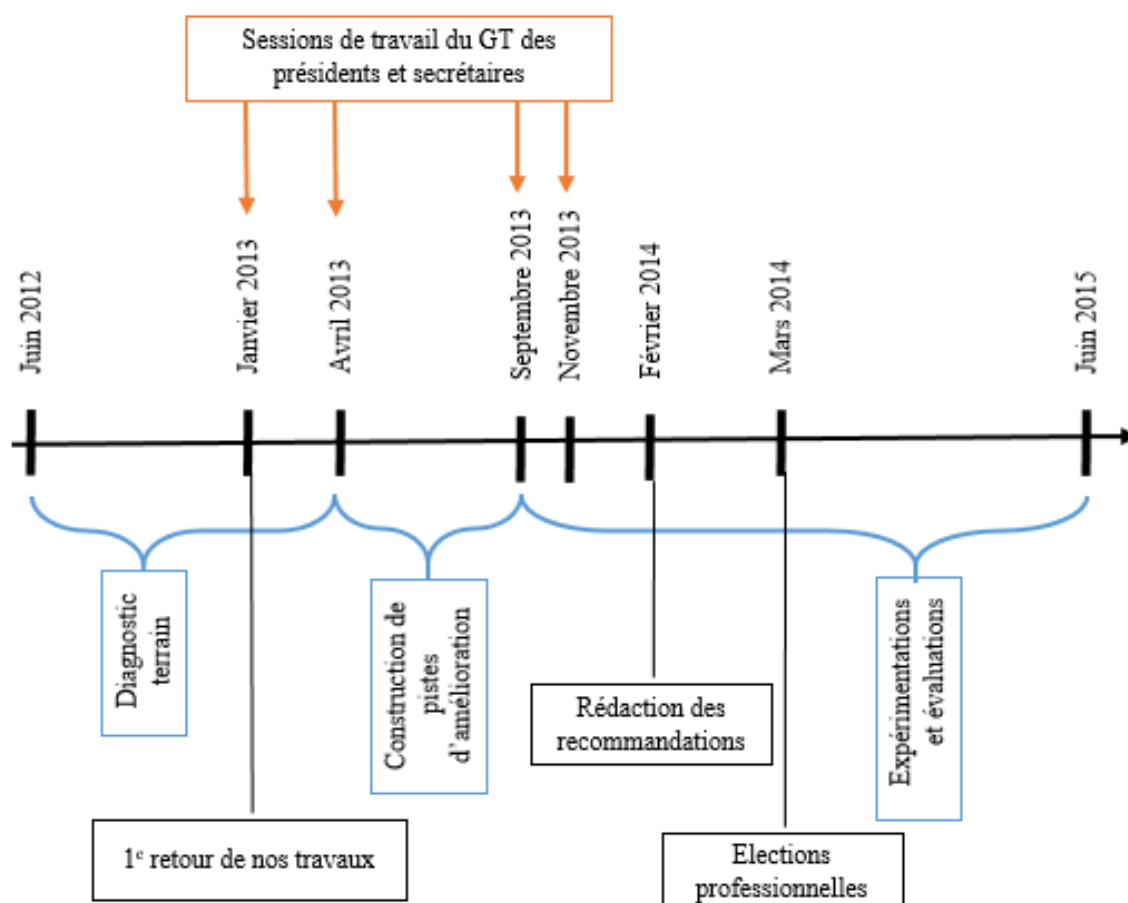 Sessions de travail du GT des
présidents et secrétaires
Juin 2012
Janvier 2013
Avril 2013
Septembre 2013
Novembre 2013
Février 2014
Mars 2014
Juin 2015
Diagnostic
terrain
Construction de
pistes
d’amélioration
Expérimentations
et évaluations
Rédaction des
recommandations
1ᵉ retour de nos travaux
Elections
professionnelles